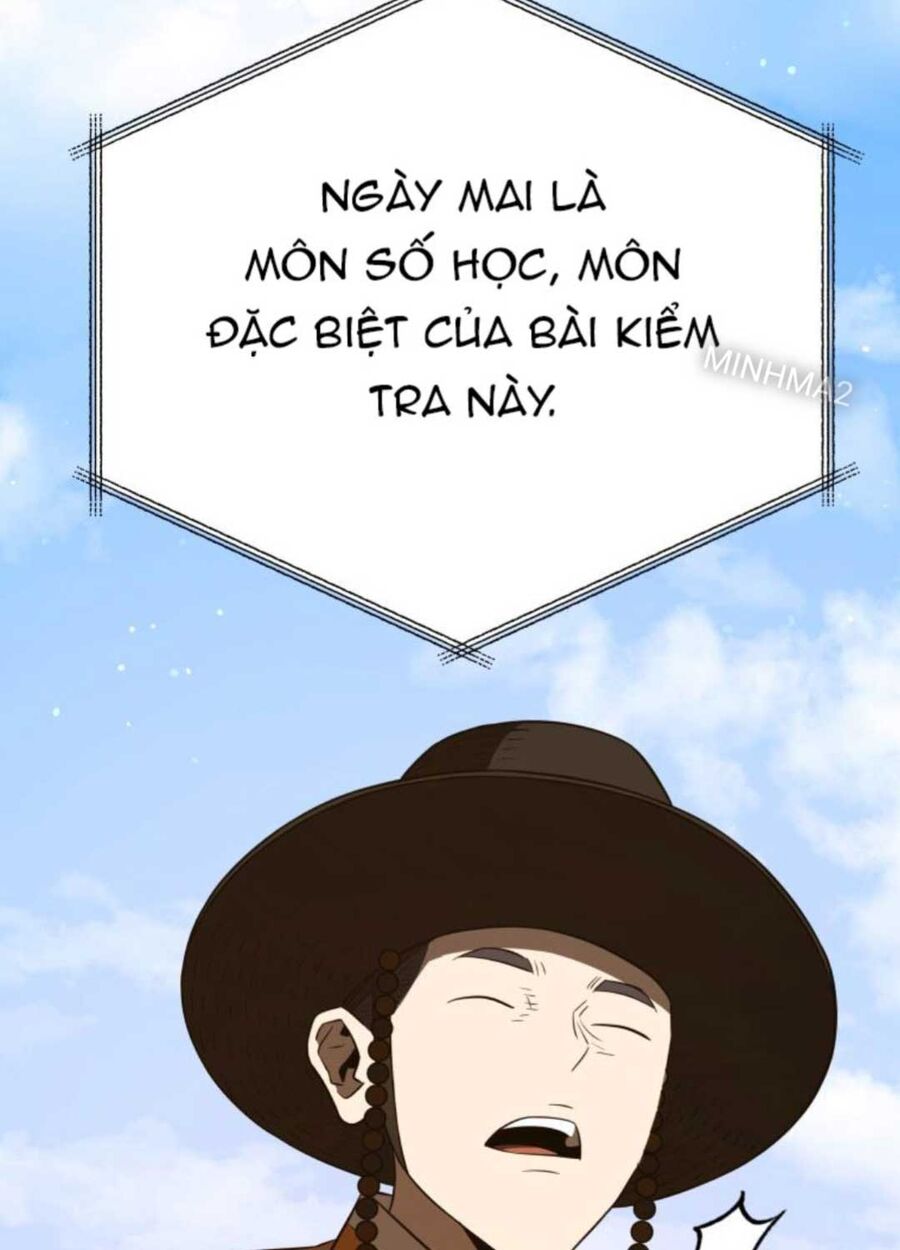 NGÀY MAI LÀ
MÔN SỐ HỌC, MÔN
ĐẶC BIỆT CỦA BÀI KIỂM
TRA NÀY.
MINHMA2